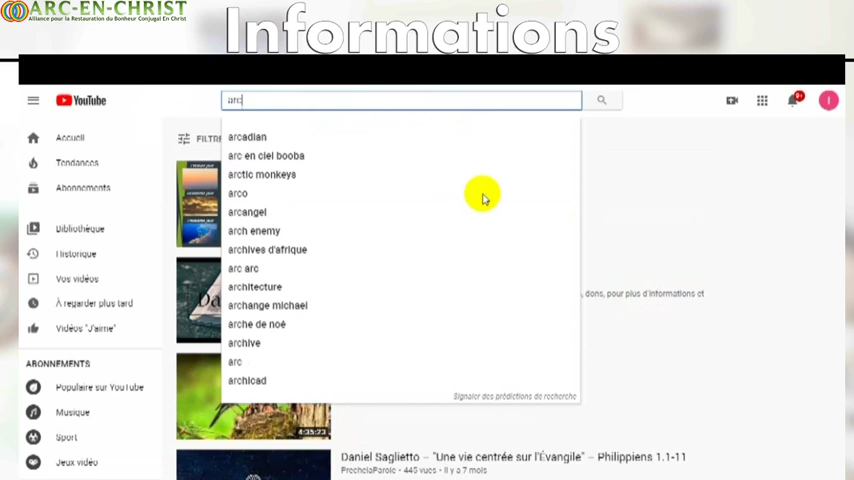 ARC-EN-CHRIST
Alliance pour la Restauration du Bonheur Conjugal En Christ
Informations
YouTube
arc
9+
I
Accueil
Tendances
Abonnements
Bibliothèque
Historique
Vos vidéos
À regarder plus tard
Vidéos "J'aime"
ABONNEMENTS
Populaire sur YouTube
Musique
Sport
Jeux vidéo
FILTRE
arcadian
arc en ciel booba
arctic monkeys
arco
arcangel
arch enemy
archives d'afrique
arc arc
architecture
archange michael
arche de noé
archive
arc
archicad
Signaler des prédictions de recherche
, dons, pour plus d'informations et
4:35:23
Daniel Saglietto – "Une vie centrée sur l'Évangile" – Philippiens 1.1-11
PrechelaParole • 445 vues • Il y a 7 mois